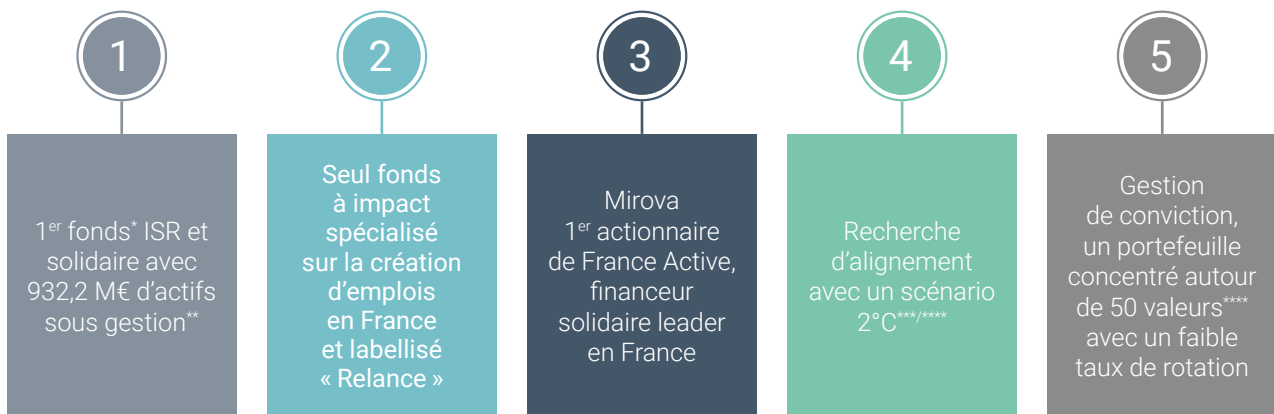 1
1er fonds* ISR et
solidaire avec
932,2 M€ d'actifs
sous gestion**
2
Seul fonds
à impact
spécialisé
sur la création
d'emplois
en France
et labellisé
« Relance »
3
Mirova
1er actionnaire
de France Active,
financeur
solidaire leader
en France
4
Recherche
d'alignement
avec un scénario
2°C***/****
5
Gestion
de conviction,
un portefeuille
concentré autour
de 50 valeurs****
avec un faible
taux de rotation